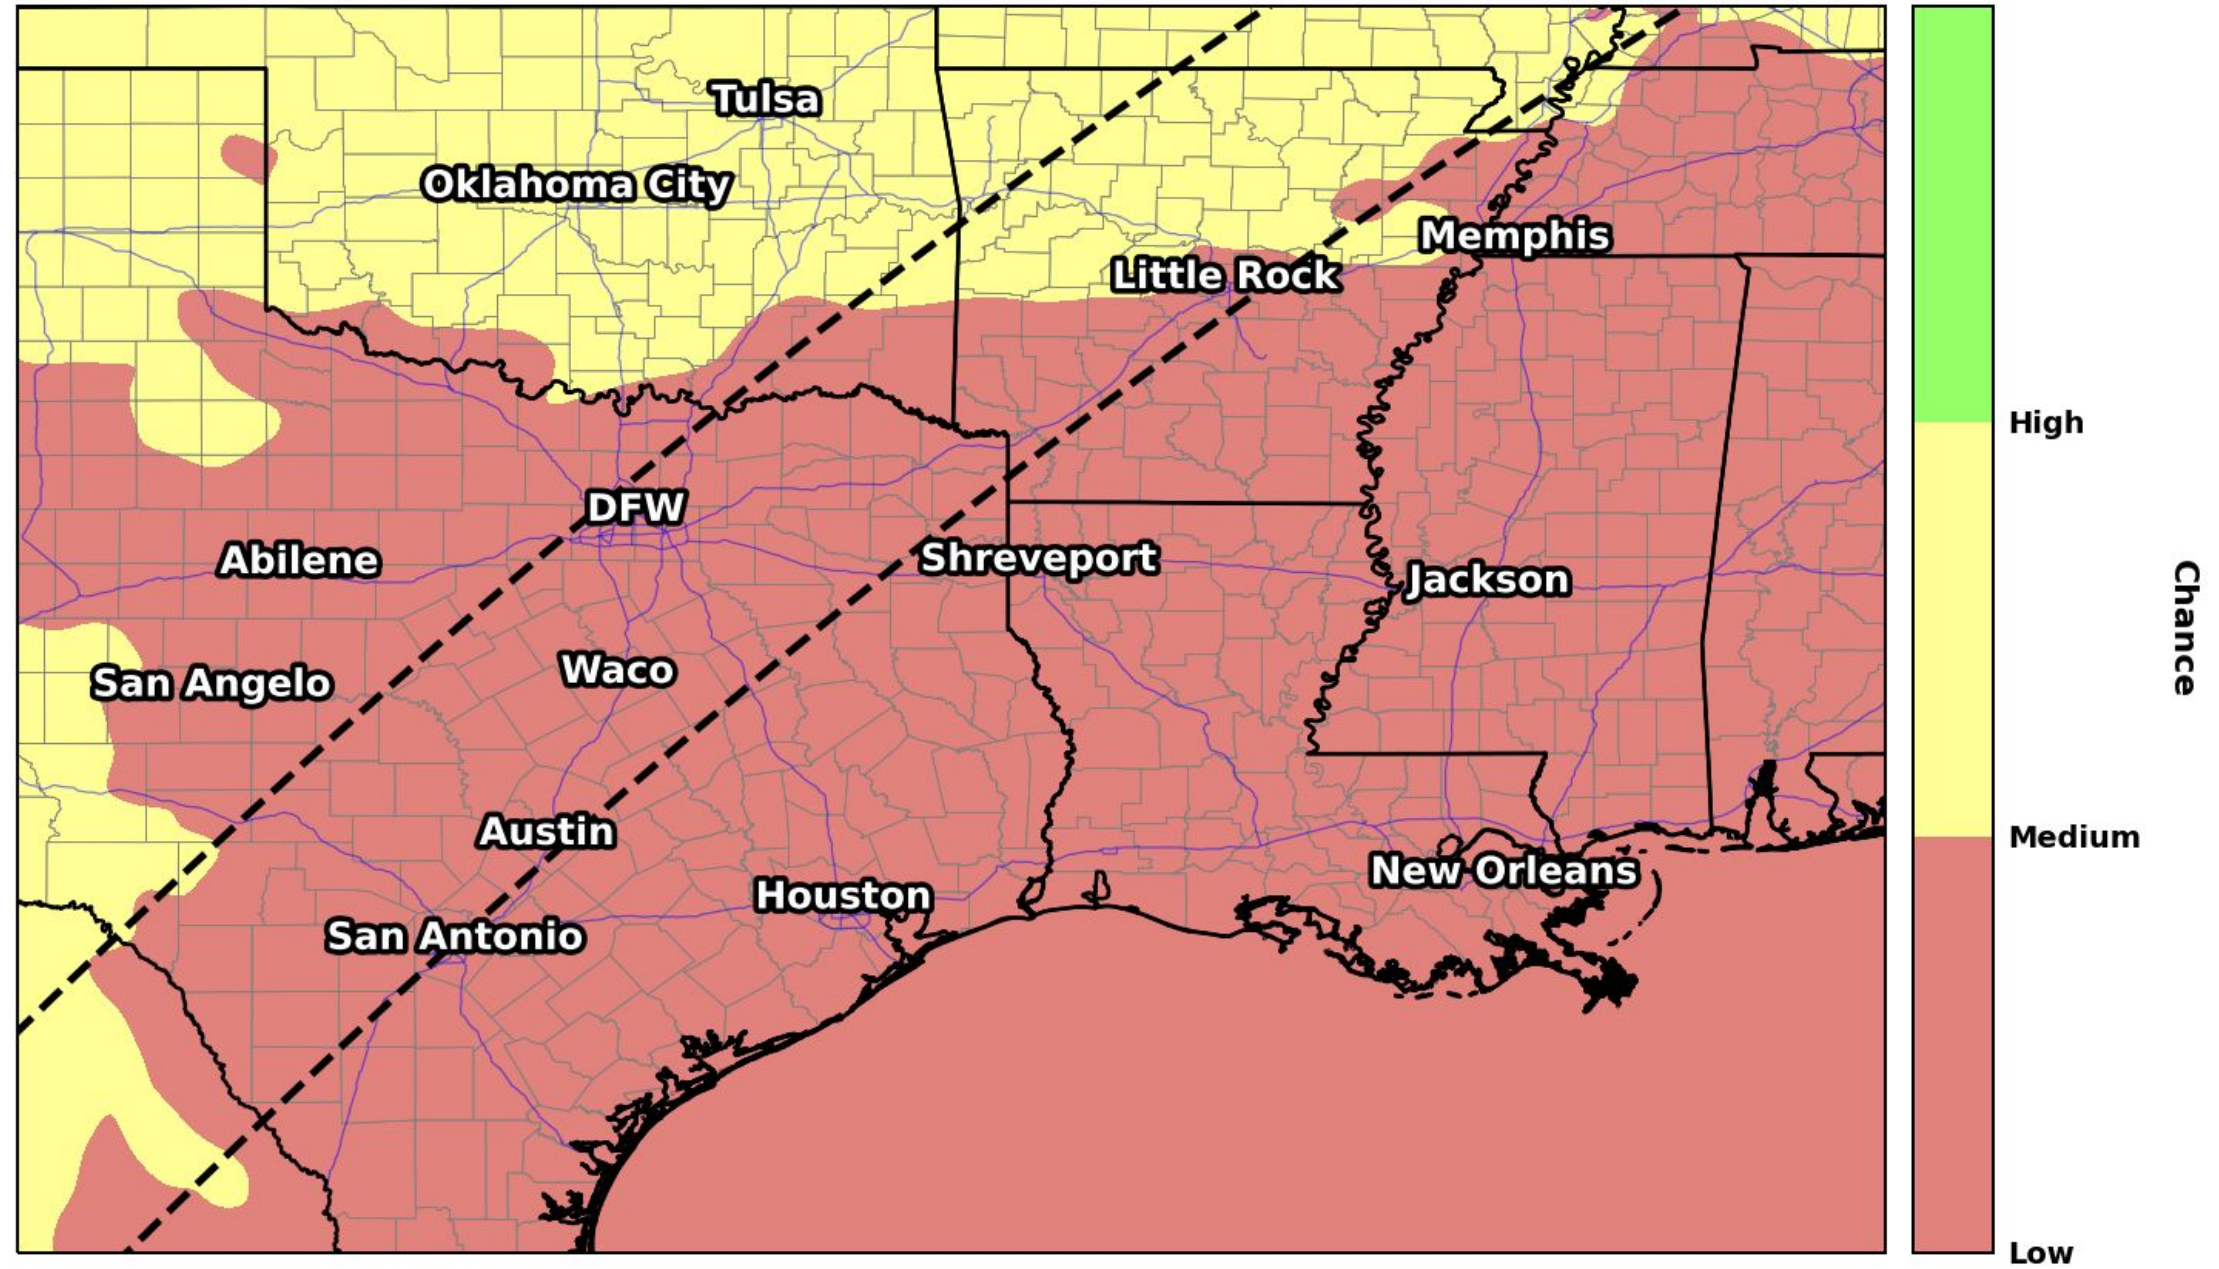 Tulsa
Oklahoma City
Memphis
Little Rock
DFW
Abilene
Shreveport
Jackson
San Angelo
Waco
Austin
New Orleans
Houston
San Antonio
High
Medium
Low
Chance